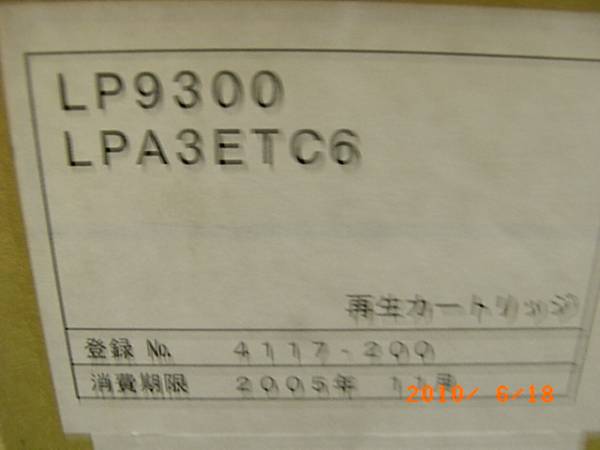 LP9300
LPA3ETC6
再生カートリッジ
登録 No. 4117-200
消費期限 2005年 11月
2010/ 6/18